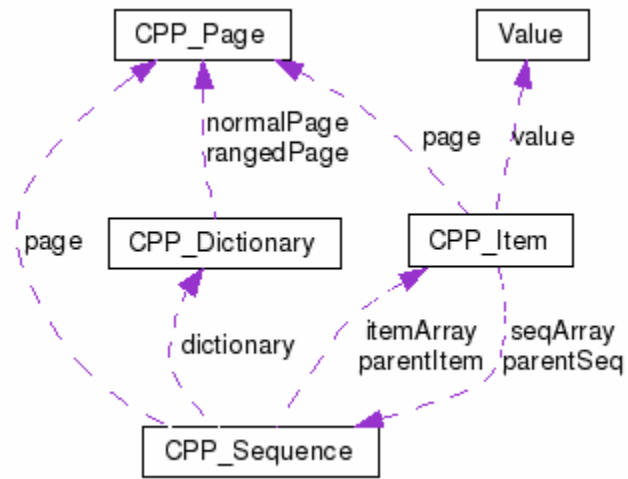 CPP_Page
Value
normalPage
rangedPage
page
value
page
CPP_Dictionary
CPP_Item
dictionary
itemArray
parentItem
seqArray
parentSeq
CPP_Sequence